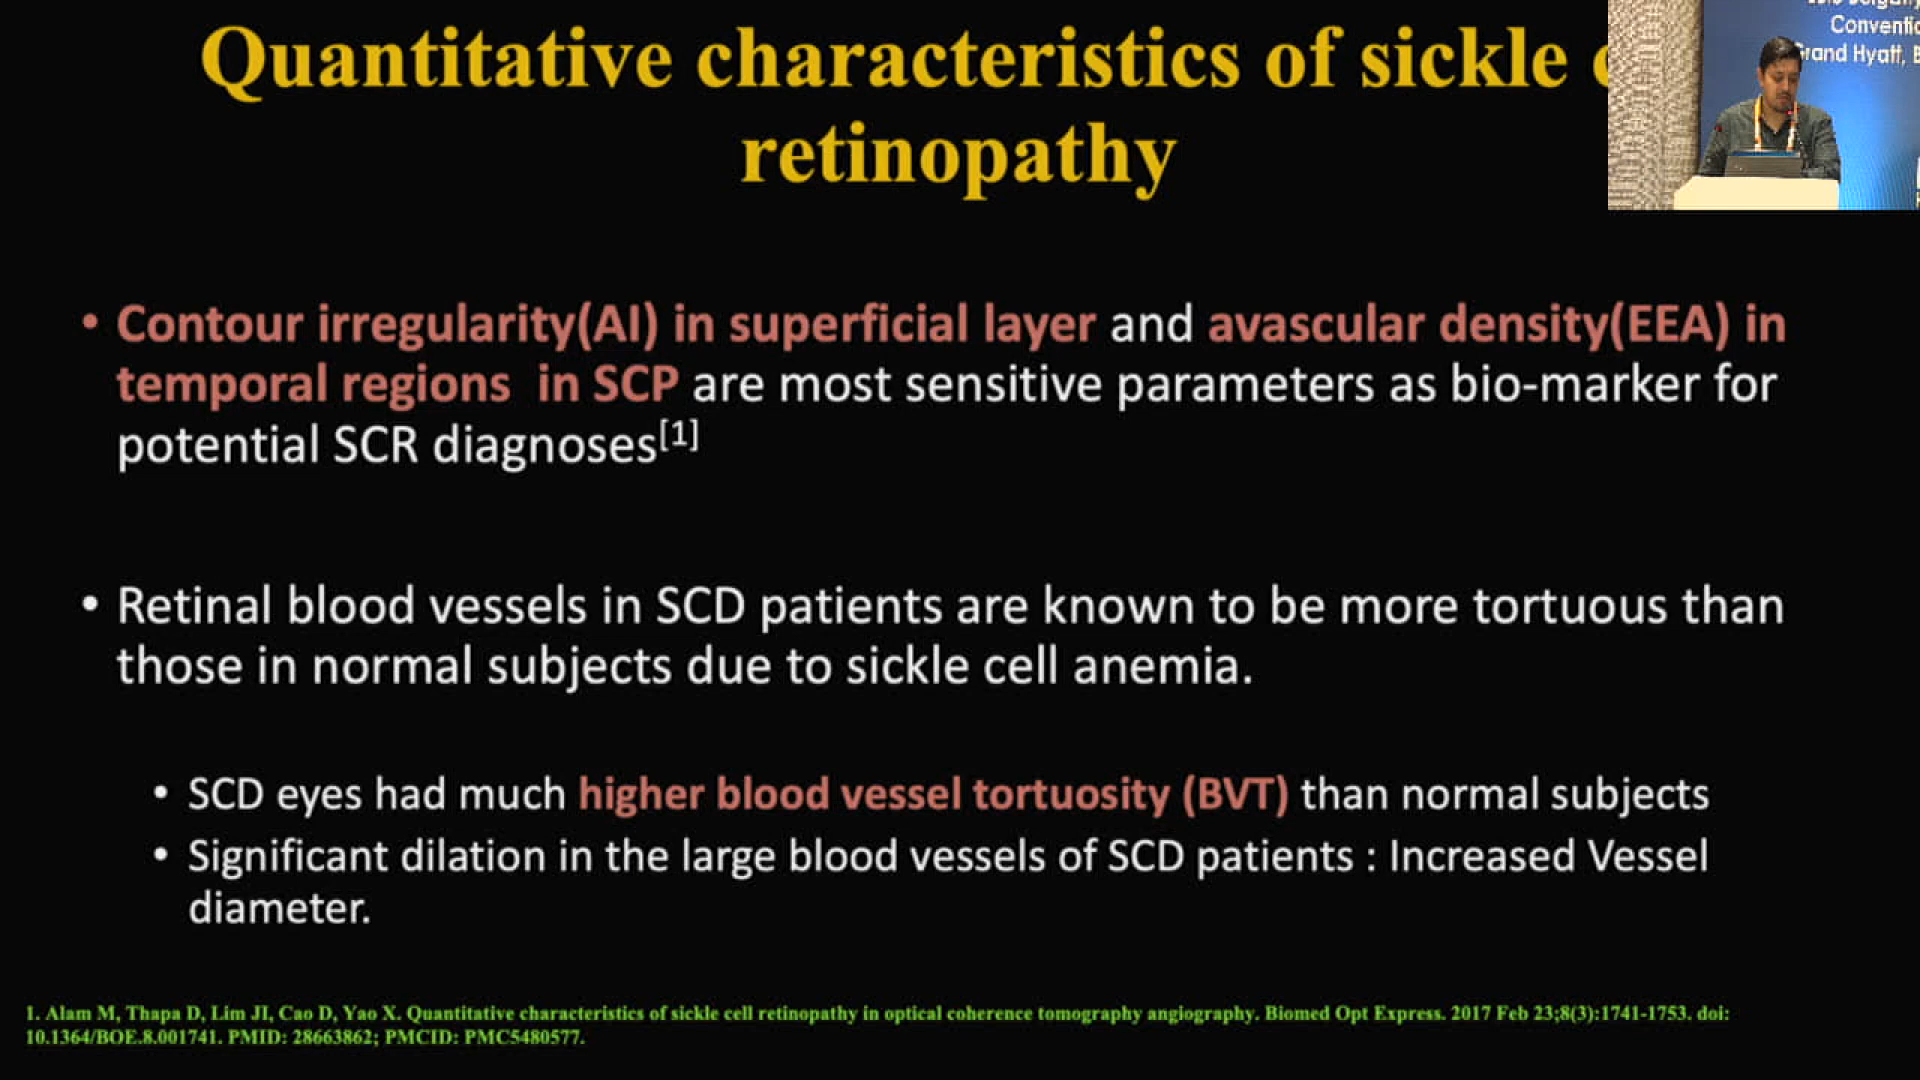 Quantitative characteristics of sickle
retinopathy
Conventio
Grand Hyatt, B
• Contour irregularity(AI) in superficial layer and avascular density(EEA) in
temporal regions in SCP are most sensitive parameters as bio-marker for
potential SCR diagnoses[1]
• Retinal blood vessels in SCD patients are known to be more tortuous than
those in normal subjects due to sickle cell anemia.
• SCD eyes had much higher blood vessel tortuosity (BVT) than normal subjects
• Significant dilation in the large blood vessels of SCD patients : Increased Vessel
diameter.
1. Alam M, Thapa D, Lim JI, Cao D, Yao X. Quantitative characteristics of sickle cell retinopathy in optical coherence tomography angiography. Biomed Opt Express. 2017 Feb 23;8(3):1741-1753. doi:
10.1364/BOE.8.001741. PMID: 28663862; PMCID: PMC5480577.